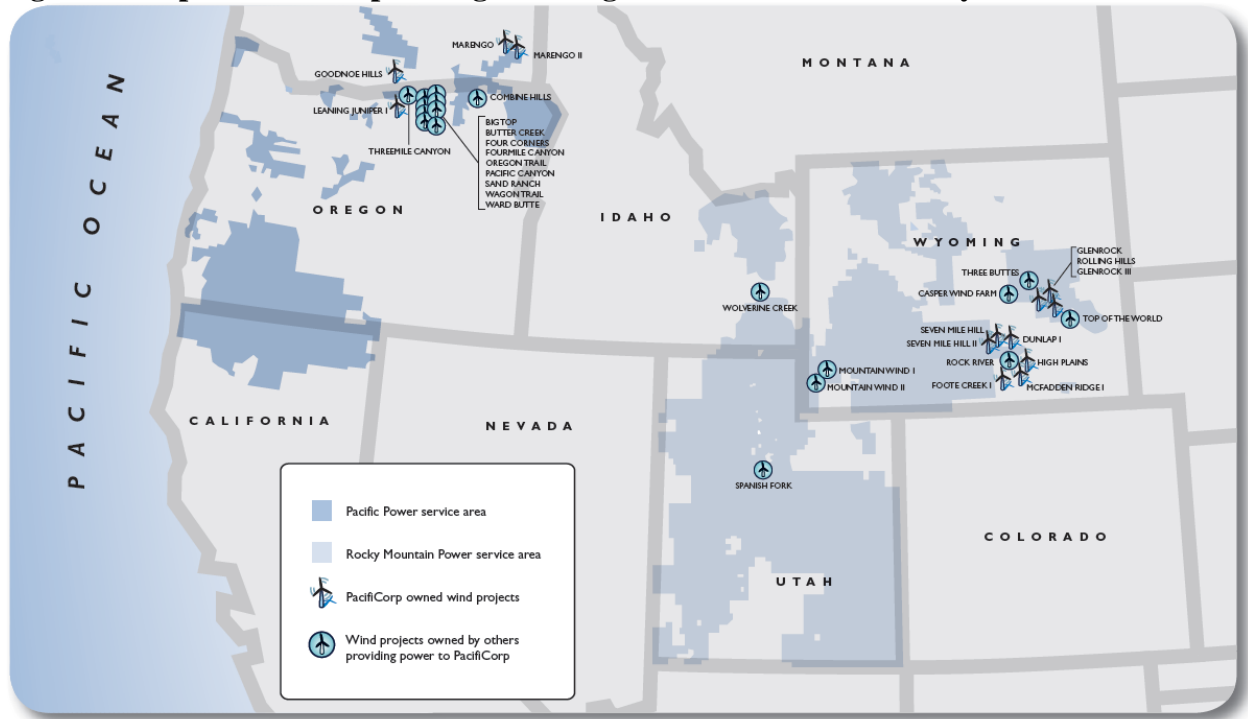 MARENGO
MARENGO II
GOODNOE HILLS
LEANING JUNIPER I
COMBINE HILLS
THREEMILE CANYON
BIG TOP
BUTTER CREEK
FOUR CORNERS
FOURMILE CANYON
OREGON TRAIL
PACIFIC CANYON
SAND RANCH
WAGON TRAIL
WARD BUTTE
MONTANA
PACIFIC OCEAN
OREGON
IDAHO
WYOMING
GLENROCK
ROLLING HILLS
GLENROCK III
THREE BUTTES
CASPER WIND FARM
TOP OF THE WORLD
WOLVERINE CREEK
SEVEN MILE HILL
SEVEN MILE HILL II
DUNLAP I
ROCK RIVER
HIGH PLAINS
FOOTE CREEK I
MCFADDEN RIDGE I
MOUNTAIN WIND I
MOUNTAIN WIND II
CALIFORNIA
NEVADA
SPANISH FORK
UTAH
COLORADO
Pacific Power service area
Rocky Mountain Power service area
PacifiCorp owned wind projects
Wind projects owned by others
providing power to PacifiCorp